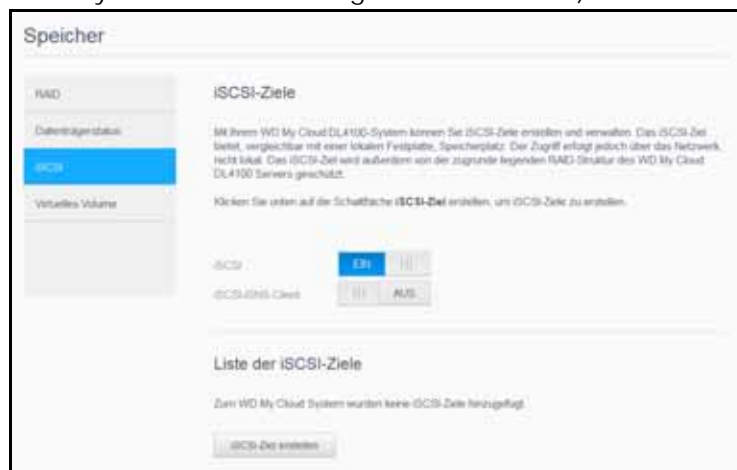 Speicher
RAID
Datenträgerstatus
iSCSI
Virtuelles Volume
iSCSI-Ziele
Mit Ihrem WD My Cloud DL4100-System können Sie iSCSI-Ziele erstellen und verwalten. Das iSCSI-Ziel
bietet, vergleichbar mit einer lokalen Festplatte, Speicherplatz. Der Zugriff erfolgt jedoch über das Netzwerk,
nicht lokal. Das iSCSI-Ziel wird außerdem von der zugrunde liegenden RAID-Struktur des WD My Cloud
DL4100 Servers geschützt.
Klicken Sie unten auf der Schaltfläche iSCSI-Ziel erstellen, um iSCSI-Ziele zu erstellen.
iSCSI EIN
iSCSI-iSNS-Client AUS
Liste der iSCSI-Ziele
Zum WD My Cloud System wurden keine iSCSI-Ziele hinzugefügt.
iSCSI-Ziel erstellen